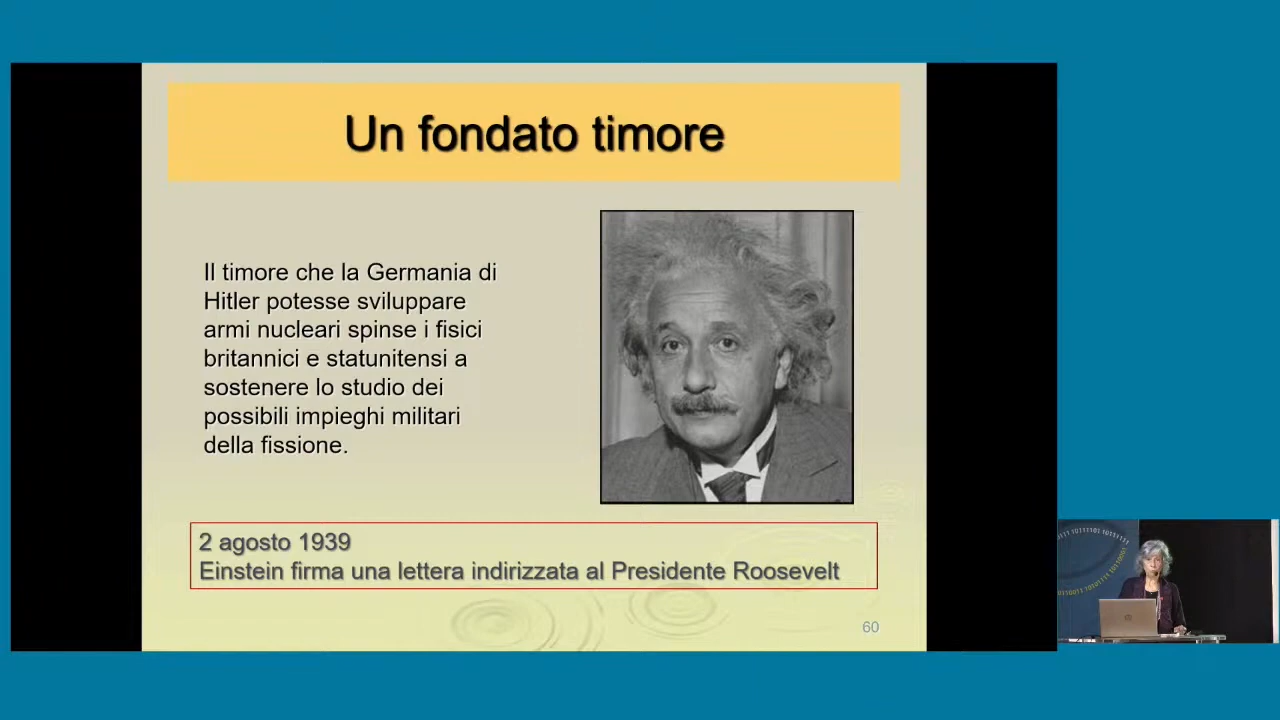 Un fondato timore
Il timore che la Germania di
Hitler potesse sviluppare
armi nucleari spinse i fisici
britannici e statunitensi a
sostenere lo studio dei
possibili impieghi militari
della fissione.
2 agosto 1939
Einstein firma una lettera indirizzata al Presidente Roosevelt
60